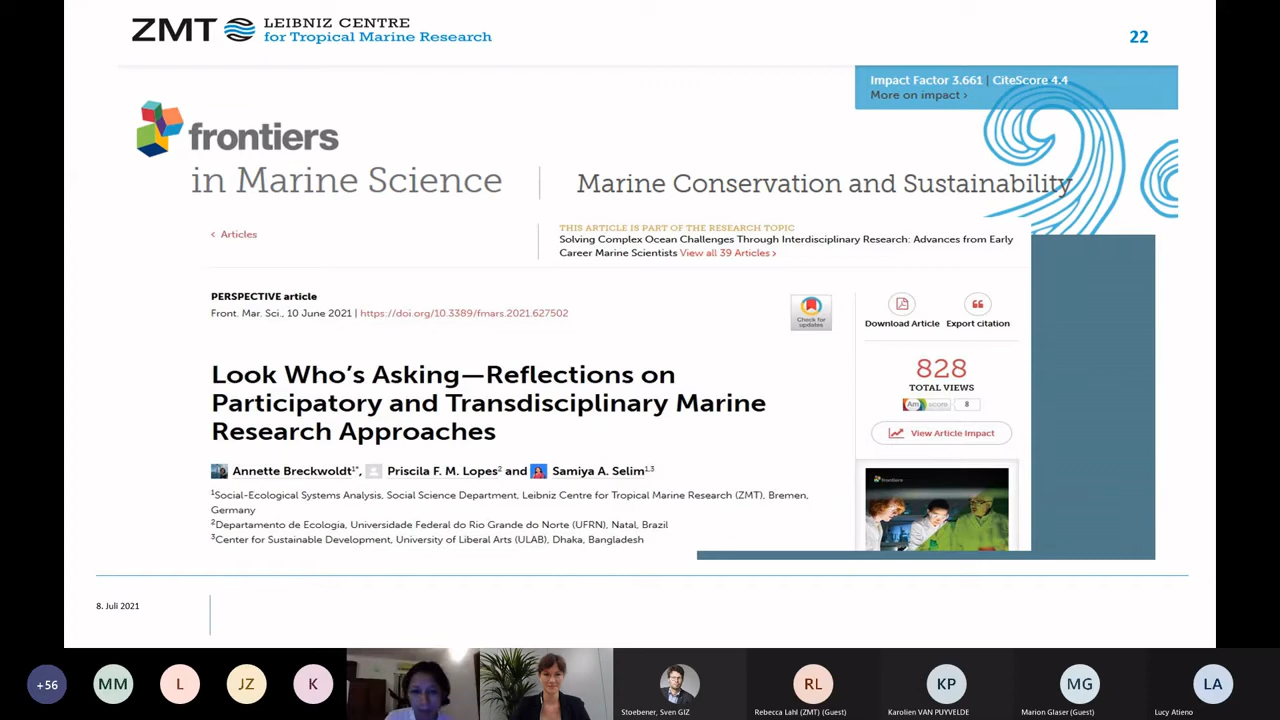 ZMT LEIBNIZ CENTRE
for Tropical Marine Research
22
Impact Factor 3.661 | CiteScore 4.4
More on impact ›
frontiers
in Marine Science
Marine Conservation and Sustainability
‹ Articles
THIS ARTICLE IS PART OF THE RESEARCH TOPIC
Solving Complex Ocean Challenges Through Interdisciplinary Research: Advances from Early
Career Marine Scientists View all 39 Articles ›
PERSPECTIVE article
Front. Mar. Sci., 10 June 2021 | https://doi.org/10.3389/fmars.2021.627502
Check for
updates
Download Article
Export citation
Look Who's Asking—Reflections on
Participatory and Transdisciplinary Marine
Research Approaches
828
TOTAL VIEWS
Am score 8
View Article Impact
Annette Breckwoldt1*, Priscila F. M. Lopes2 and Samiya A. Selim1,3
1Social-Ecological Systems Analysis, Social Science Department, Leibniz Centre for Tropical Marine Research (ZMT), Bremen,
Germany
2Departamento de Ecologia, Universidade Federal do Rio Grande do Norte (UFRN), Natal, Brazil
3Center for Sustainable Development, University of Liberal Arts (ULAB), Dhaka, Bangladesh
frontiers
8. Juli 2021
+56
MM
L
JZ
K
Stoebener, Sven GIZ
RL
Rebecca Lahl (ZMT) (Guest)
KP
Karolien VAN PUYVELDE
MG
Marion Glaser (Guest)
LA
Lucy Atieno